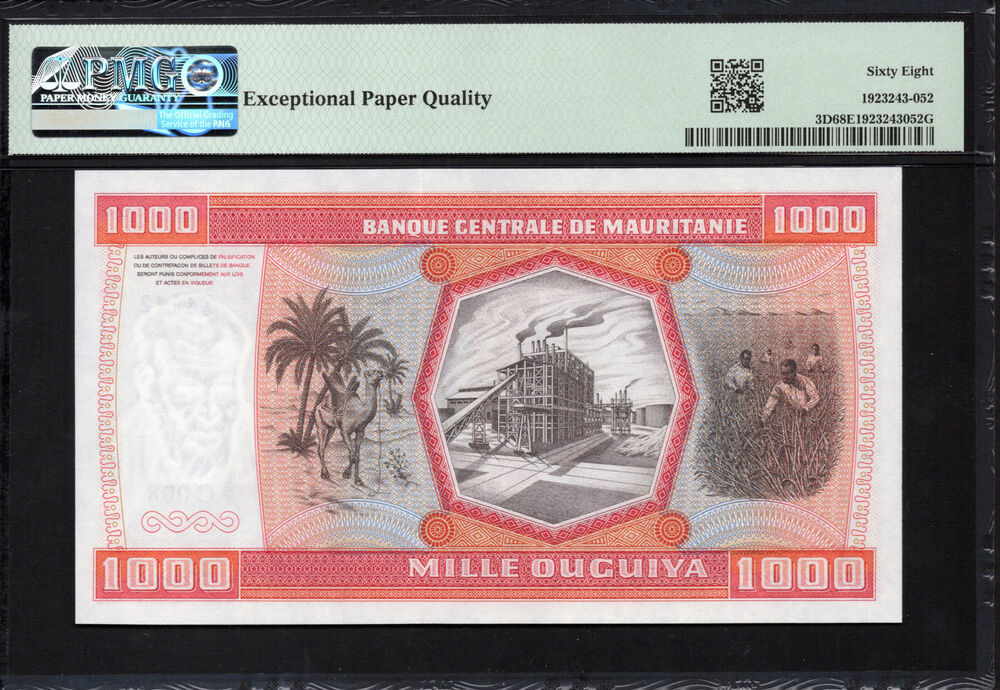 PMG
PAPER MONEY GUARANTY
The Official Grading
Service of the ANA
Exceptional Paper Quality
Sixty Eight
1923243-052
3D68E1923243052G
1000
BANQUE CENTRALE DE MAURITANIE
1000
LES AUTEURS OU COMPLICES DE FALSIFICATION
OU DE CONTREFACON DE BILLETS DE BANQUE
SERONT PUNIS CONFORMEMENT AUX LOIS
ET ACTES EN VIGUEUR
1000
MILLE OUGUIYA
1000